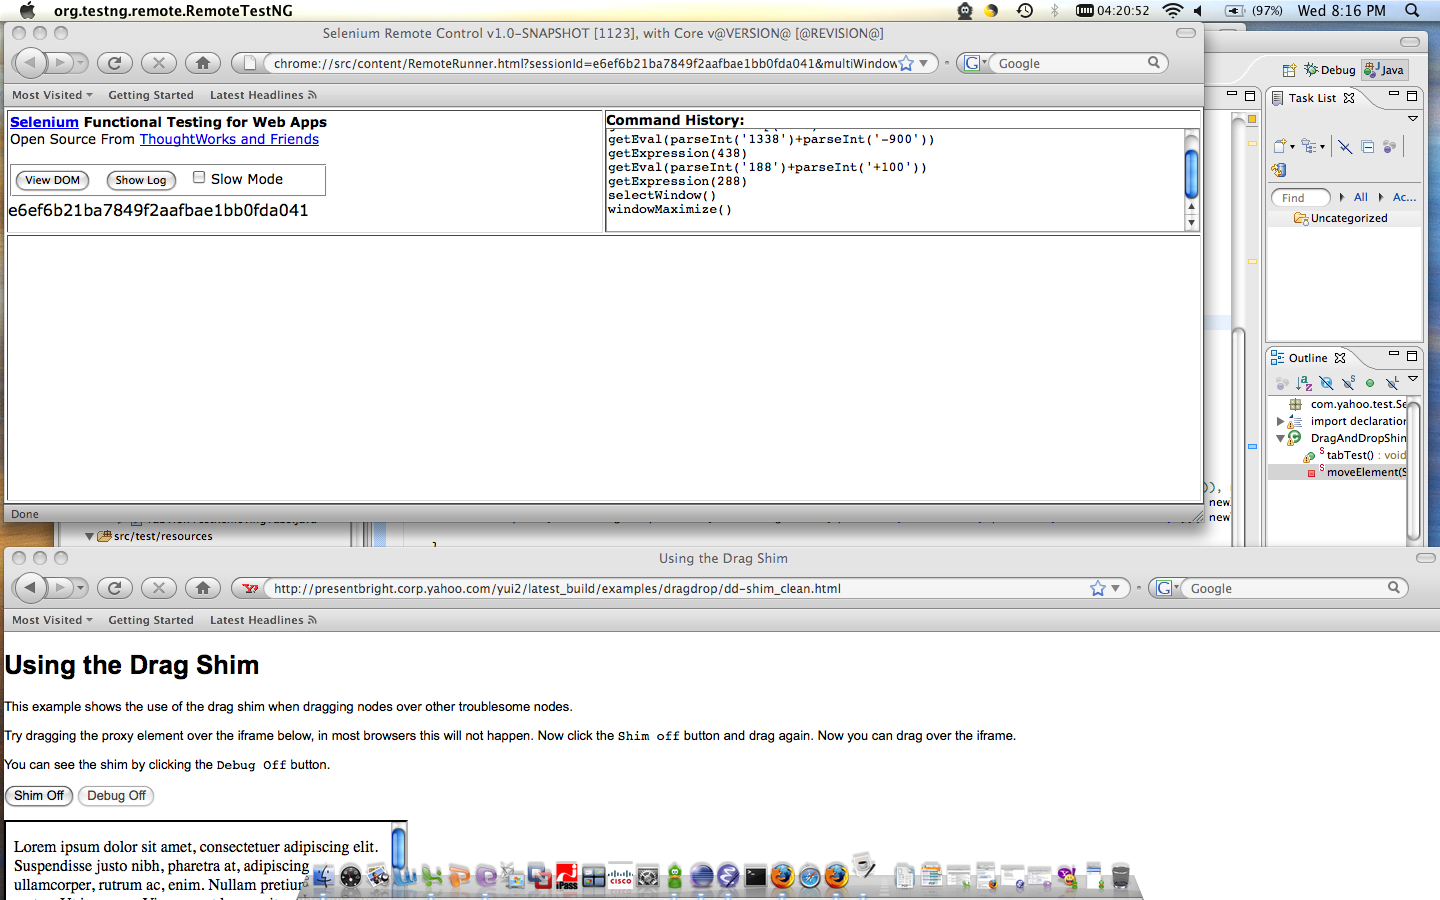 org.testng.remote.RemoteTestNG
04:20:52
(97%)
Wed 8:16 PM
Selenium Remote Control v1.0-SNAPSHOT [1123], with Core v@VERSION@ [@REVISION@]
chrome://src/content/RemoteRunner.html?sessionId=e6ef6b21ba7849f2aafbae1bb0fda041&multiWindow
Google
Most Visited
Getting Started
Latest Headlines
Selenium Functional Testing for Web Apps
Open Source From ThoughtWorks and Friends
View DOM
Show Log
Slow Mode
e6ef6b21ba7849f2aafbae1bb0fda041
Command History:
getEval(parseInt('1338')+parseInt('-900'))
getExpression(438)
getEval(parseInt('188')+parseInt('+100'))
getExpression(288)
selectWindow()
windowMaximize()
Done
Debug
Java
Task List
Find
All
Ac...
Uncategorized
Outline
com.yahoo.test.Se
import declaration
DragAndDropShin
tabTest() : void
moveElement(S
)), (
new
new
src/test/resources
}
Using the Drag Shim
http://presentbright.corp.yahoo.com/yui2/latest_build/examples/dragdrop/dd-shim_clean.html
Google
Most Visited
Getting Started
Latest Headlines
Using the Drag Shim
This example shows the use of the drag shim when dragging nodes over other troublesome nodes.
Try dragging the proxy element over the iframe below, in most browsers this will not happen. Now click the Shim off button and drag again. Now you can drag over the iframe.
You can see the shim by clicking the Debug Off button.
Shim Off
Debug Off
Lorem ipsum dolor sit amet, consectetuer adipiscing elit.
Suspendisse justo nibh, pharetra at, adipiscing
ullamcorper, rutrum ac, enim. Nullam pretiu
iPass
CISCO